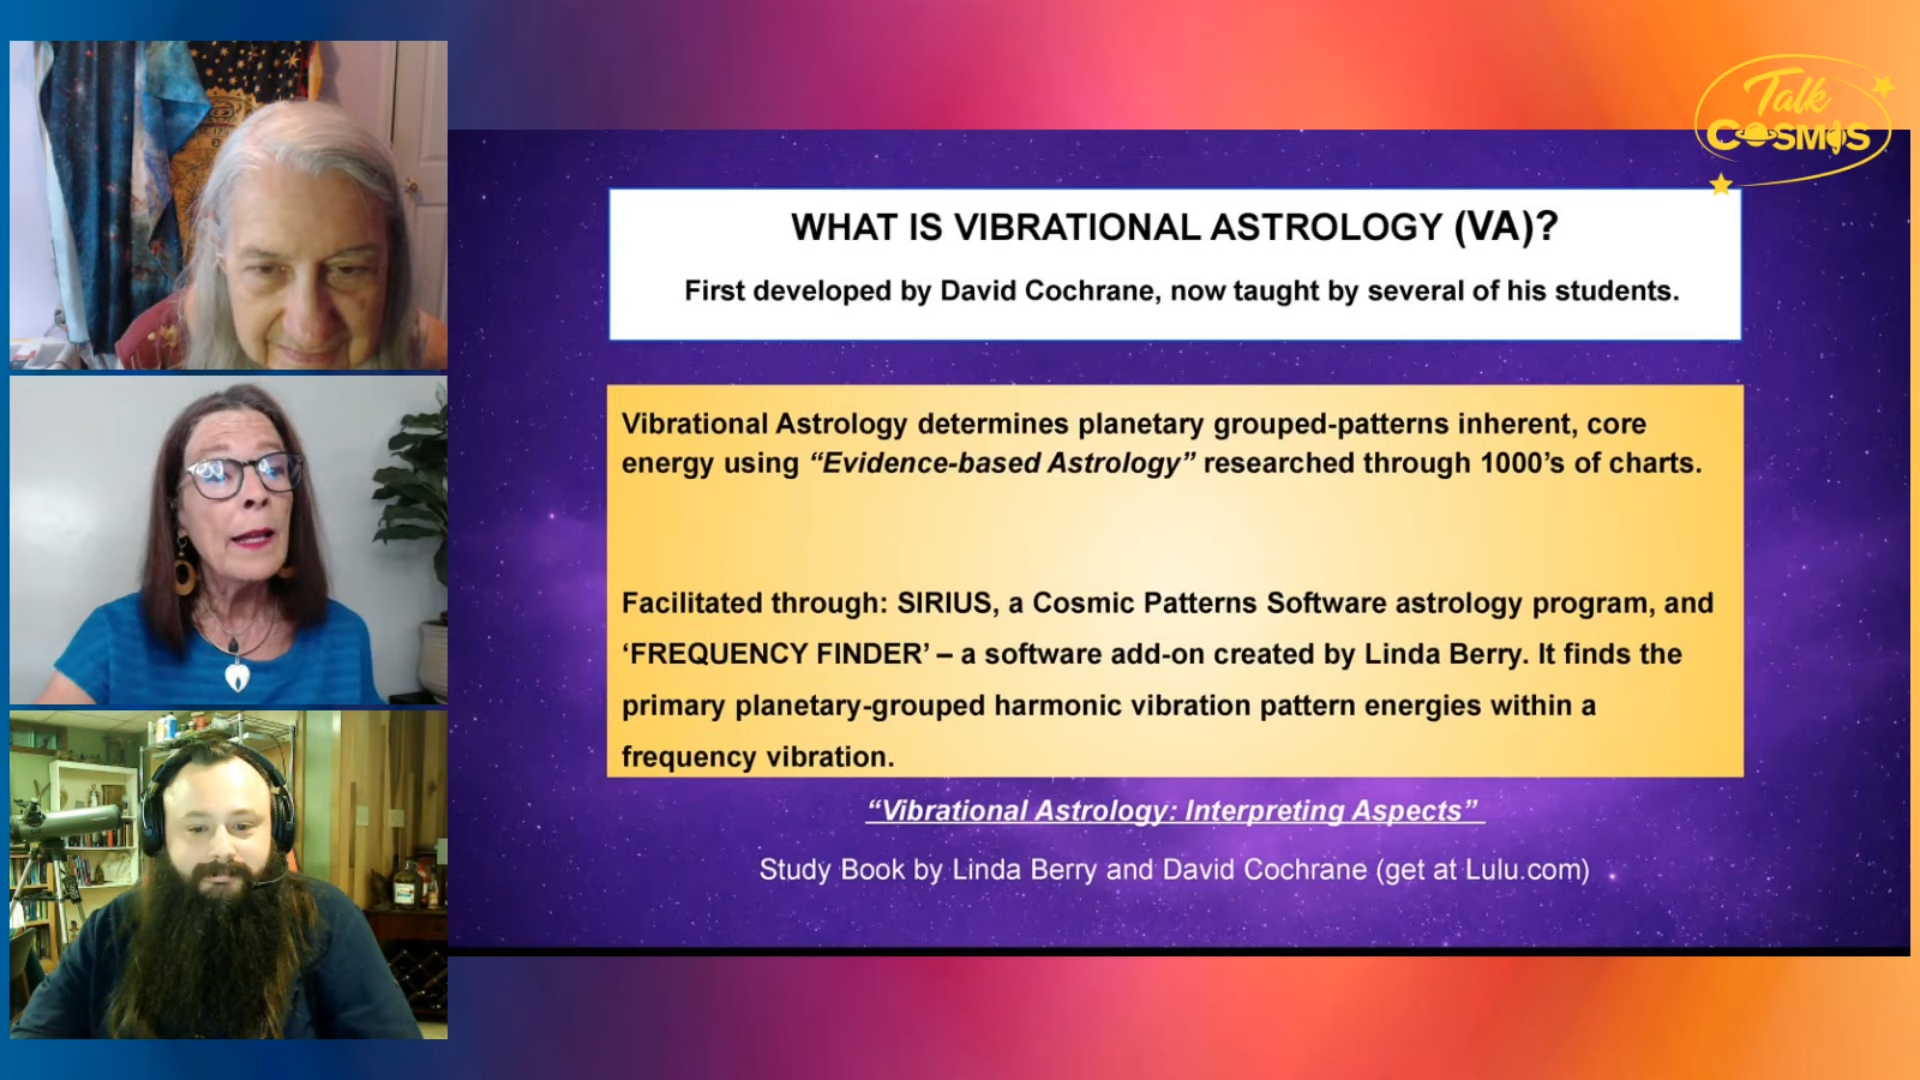 Talk
COSMOS
WHAT IS VIBRATIONAL ASTROLOGY (VA)?
First developed by David Cochrane, now taught by several of his students.
Vibrational Astrology determines planetary grouped-patterns inherent, core
energy using “Evidence-based Astrology” researched through 1000’s of charts.
Facilitated through: SIRIUS, a Cosmic Patterns Software astrology program, and
‘FREQUENCY FINDER’ – a software add-on created by Linda Berry. It finds the
primary planetary-grouped harmonic vibration pattern energies within a
frequency vibration.
“Vibrational Astrology: Interpreting Aspects”
Study Book by Linda Berry and David Cochrane (get at Lulu.com)